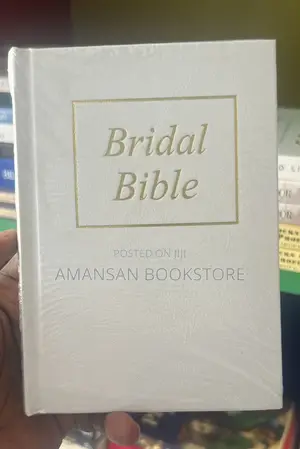 Bridal
Bible
POSTED ON JIJI
AMANSAN BOOKSTORE